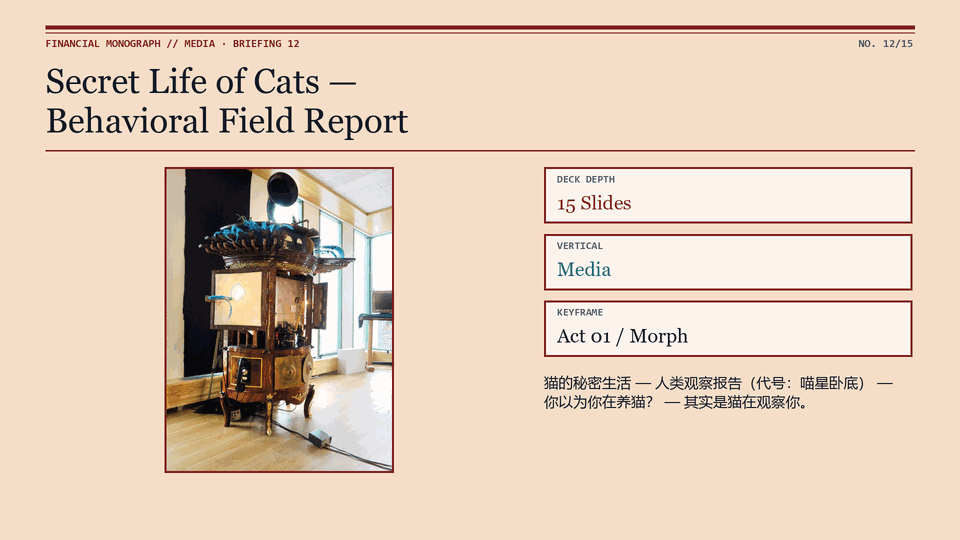 FINANCIAL MONOGRAPH // MEDIA · BRIEFING 12
NO. 12/15
Secret Life of Cats —
Behavioral Field Report
DECK DEPTH
15 Slides
VERTICAL
Media
KEYFRAME
Act 01 / Morph
猫的秘密生活 — 人类观察报告（代号：喵星卧底） —
你以为你在养猫？ — 其实是猫在观察你。